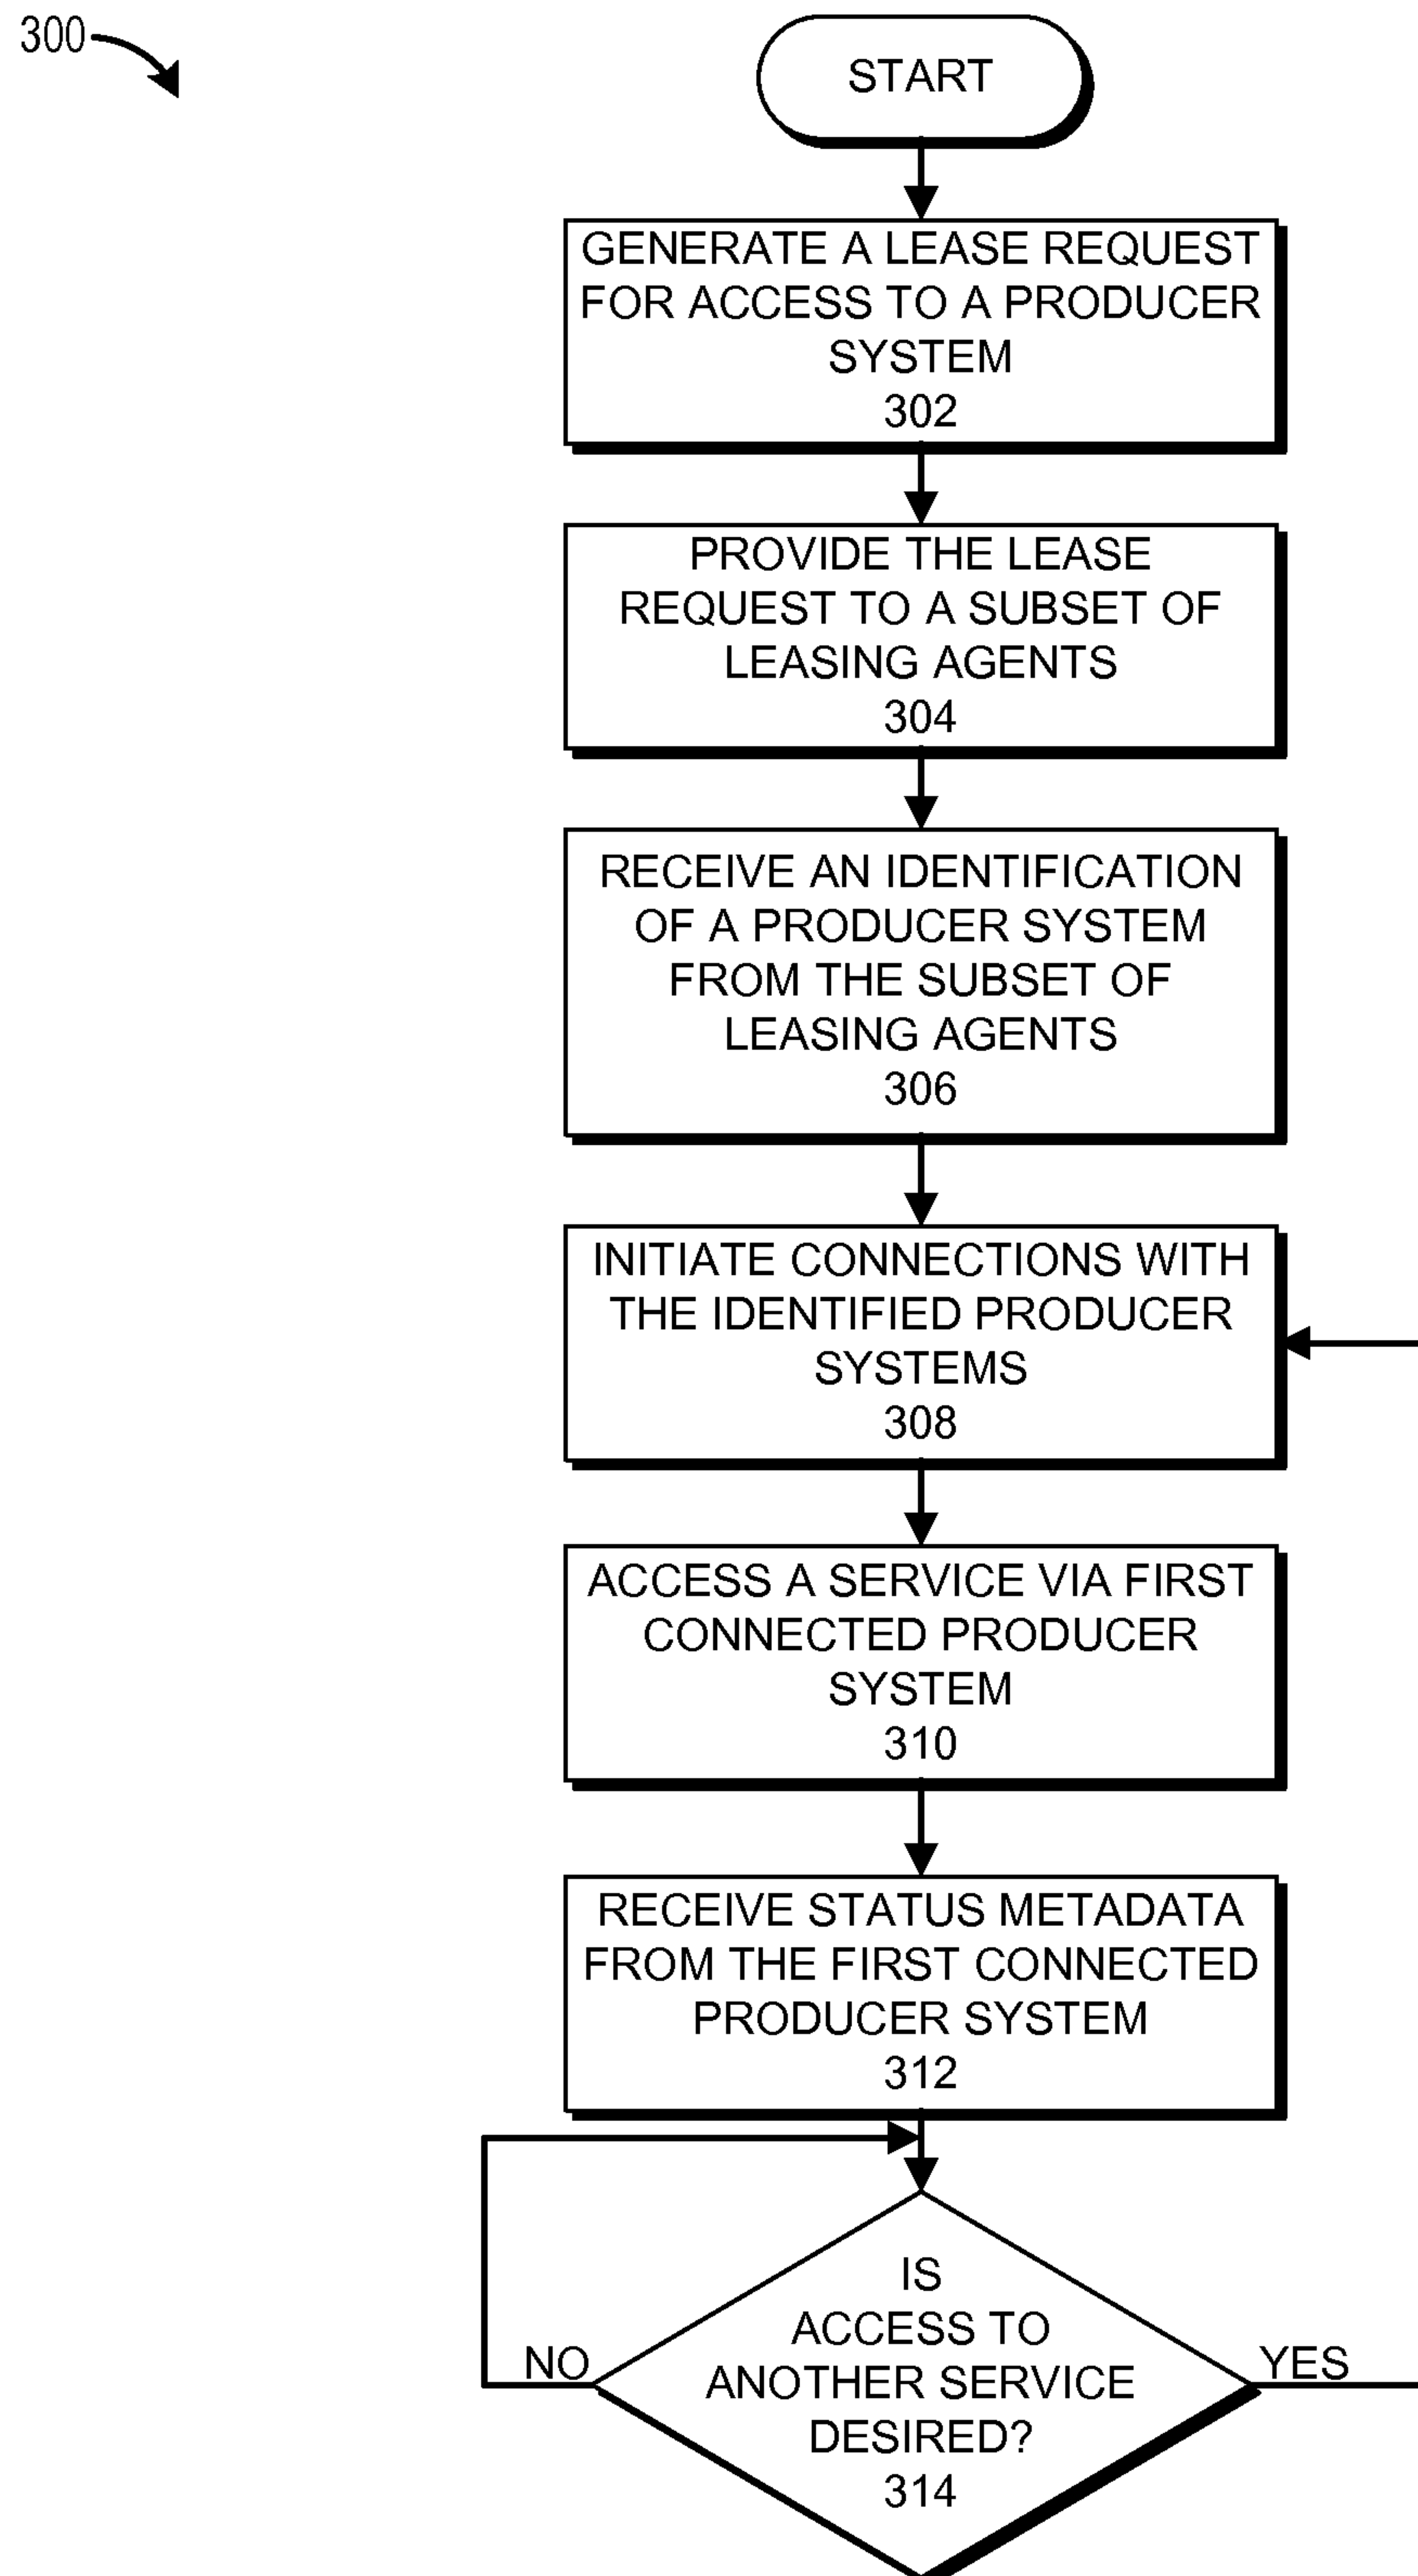 300
START
GENERATE A LEASE REQUEST
FOR ACCESS TO A PRODUCER
SYSTEM
302
PROVIDE THE LEASE
REQUEST TO A SUBSET OF
LEASING AGENTS
304
RECEIVE AN IDENTIFICATION
OF A PRODUCER SYSTEM
FROM THE SUBSET OF
LEASING AGENTS
306
INITIATE CONNECTIONS WITH
THE IDENTIFIED PRODUCER
SYSTEMS
308
ACCESS A SERVICE VIA FIRST
CONNECTED PRODUCER
SYSTEM
310
RECEIVE STATUS METADATA
FROM THE FIRST CONNECTED
PRODUCER SYSTEM
312
IS
ACCESS TO
ANOTHER SERVICE
DESIRED?
314
NO
YES